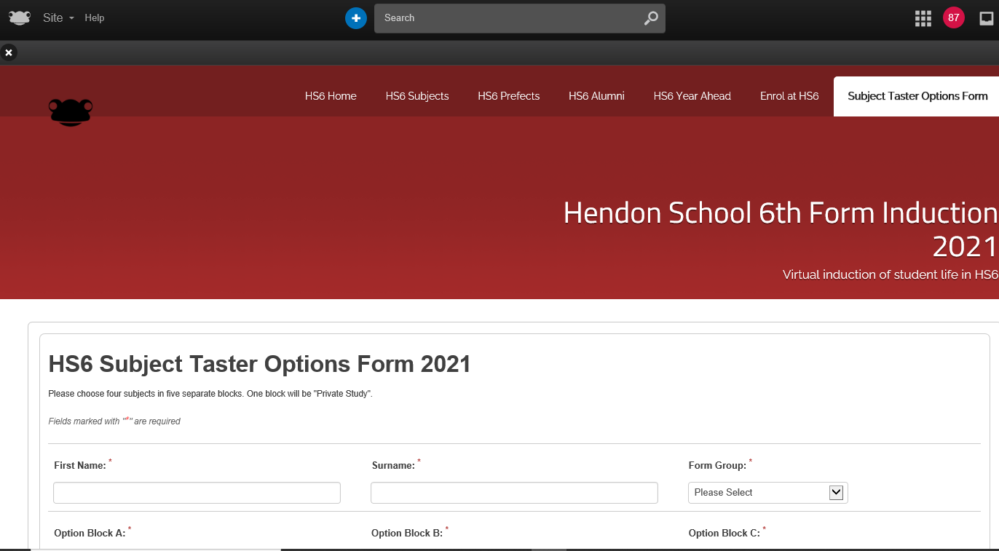 Site Help Search 87
HS6 Home HS6 Subjects HS6 Prefects HS6 Alumni HS6 Year Ahead Enrol at HS6 Subject Taster Options Form
Hendon School 6th Form Induction
2021
Virtual induction of student life in HS6
HS6 Subject Taster Options Form 2021
Please choose four subjects in five separate blocks. One block will be "Private Study".
Fields marked with "*" are required
First Name: * Surname: * Form Group: *
Please Select
Option Block A: * Option Block B: * Option Block C: *